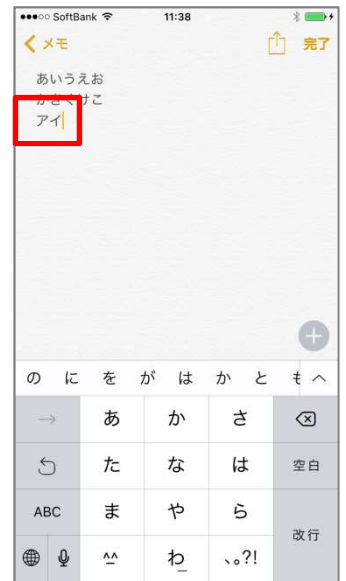 SoftBank 11:38
メモ 完了
あいうえお
かきくけこ
アイ
の に を が は か と も
→ あ か さ
た な は 空白
ABC ま や ら
^^ わ 、。?! 改行